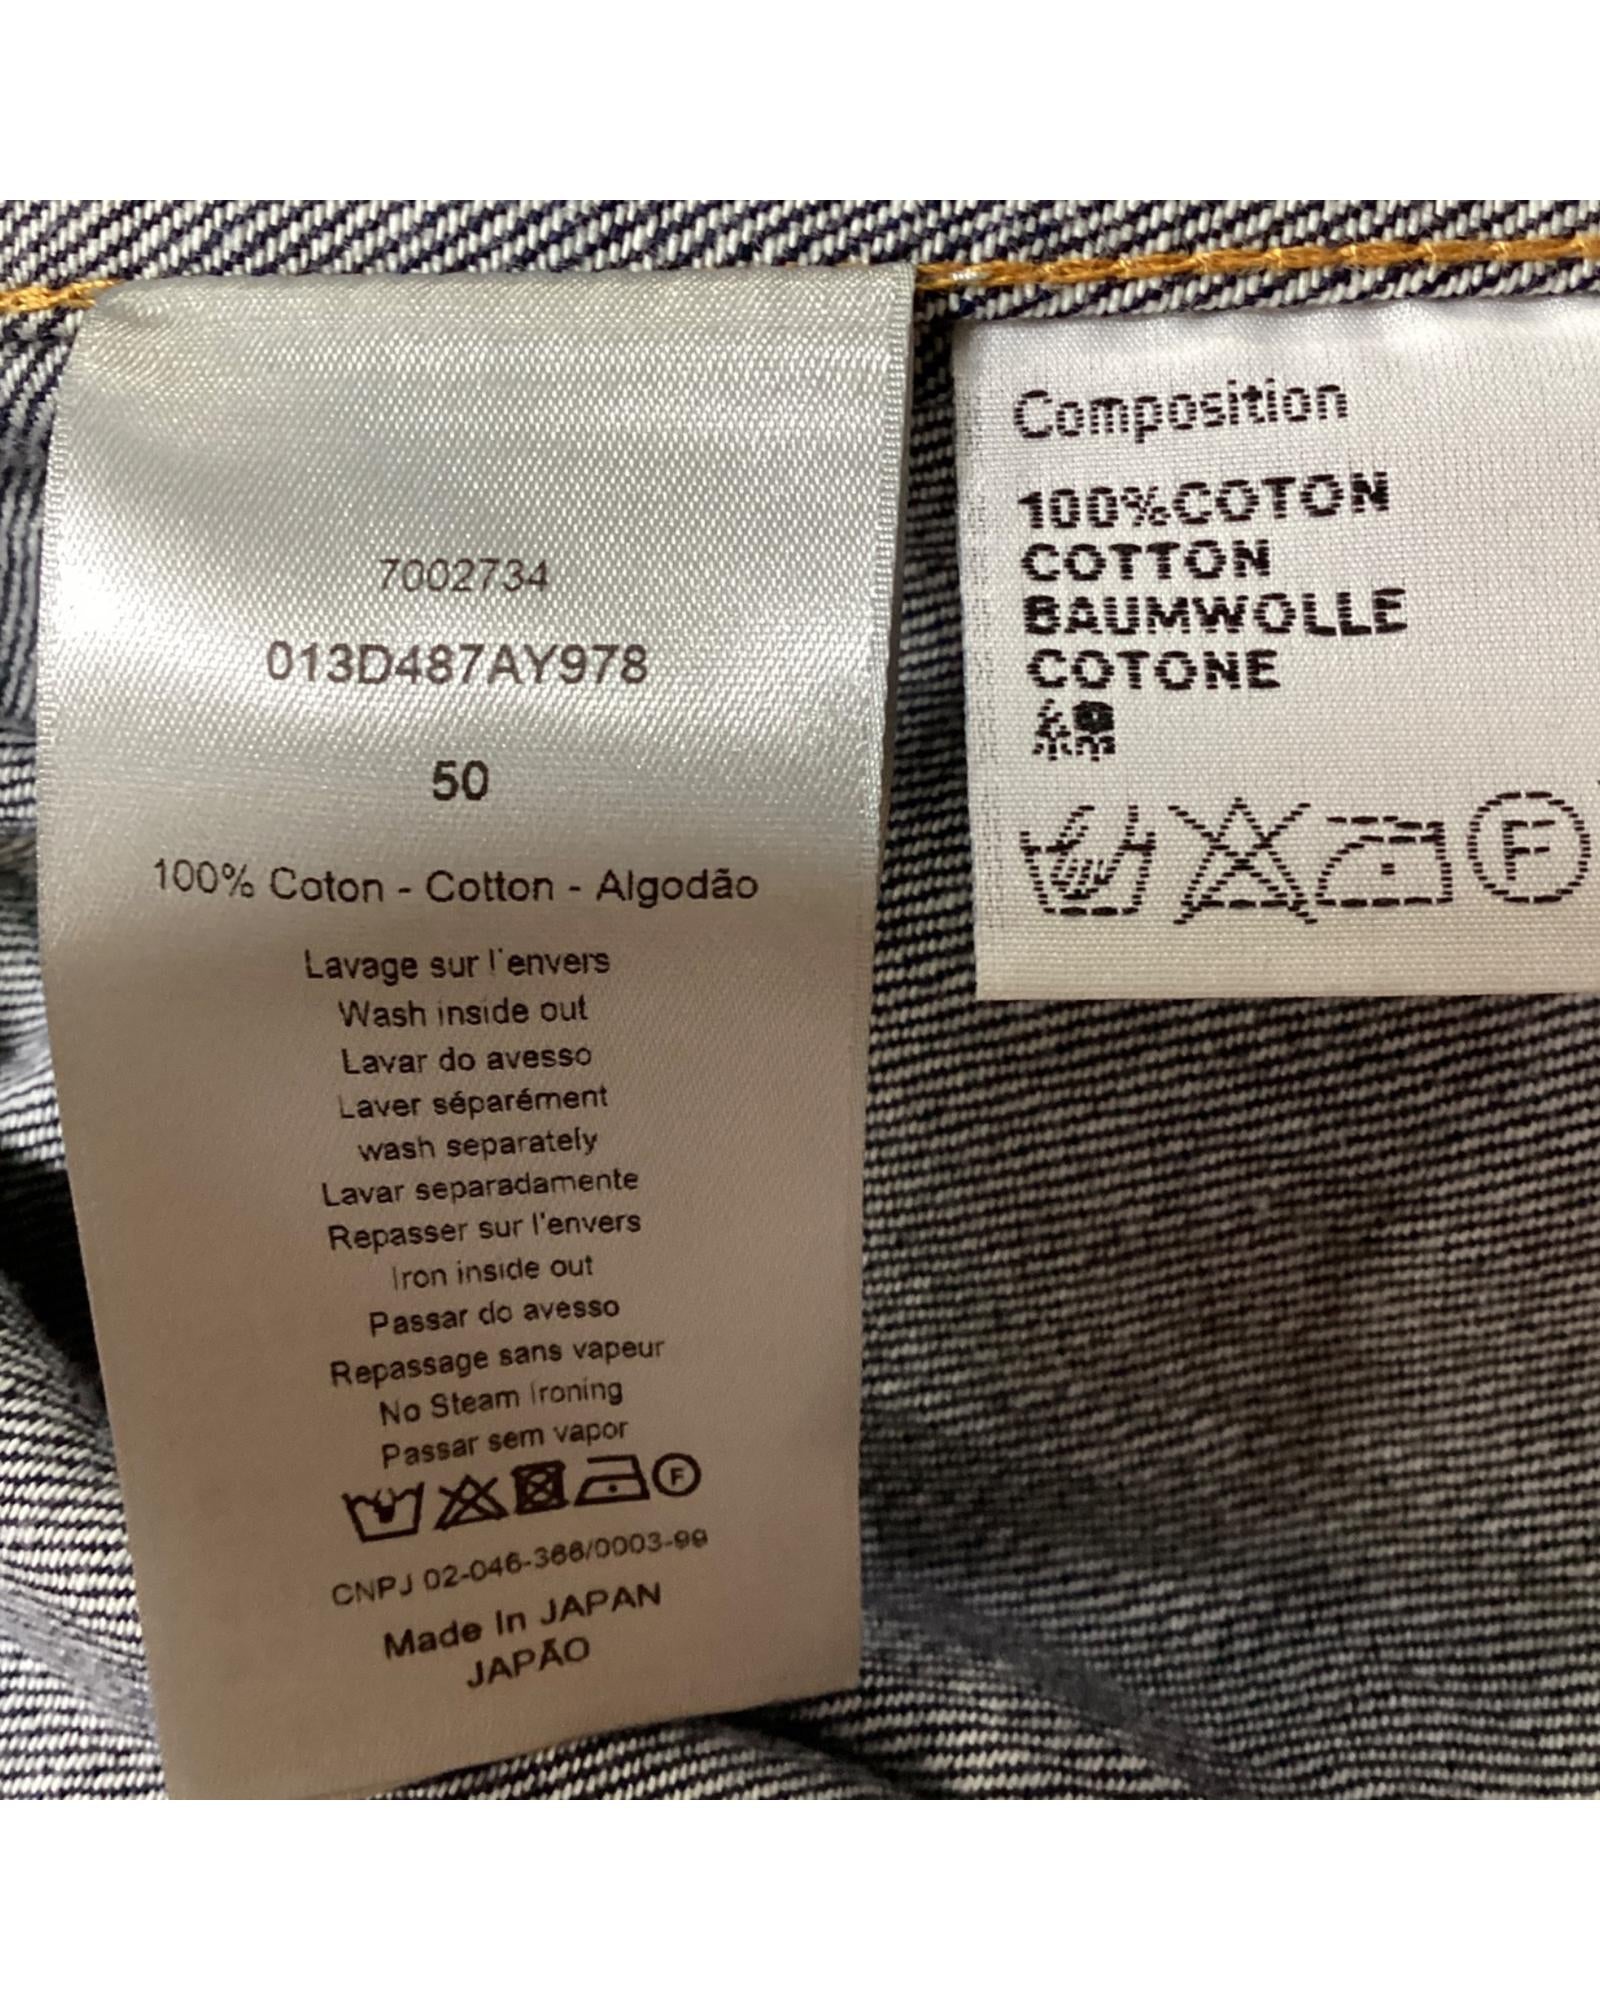 7002734
013D487AY978
50
100% Coton - Cotton - Algodão
Lavage sur l'envers
Wash inside out
Lavar do avesso
Laver séparément
wash separately
Lavar separadamente
Repasser sur l'envers
Iron inside out
Passar do avesso
Repassage sans vapeur
No Steam Ironing
Passar sem vapor
F
CNPJ 02-046-366/0003-99
Made In JAPAN
JAPÃO
Composition
100%COTON
COTTON
BAUMWOLLE
COTONE
綿
F